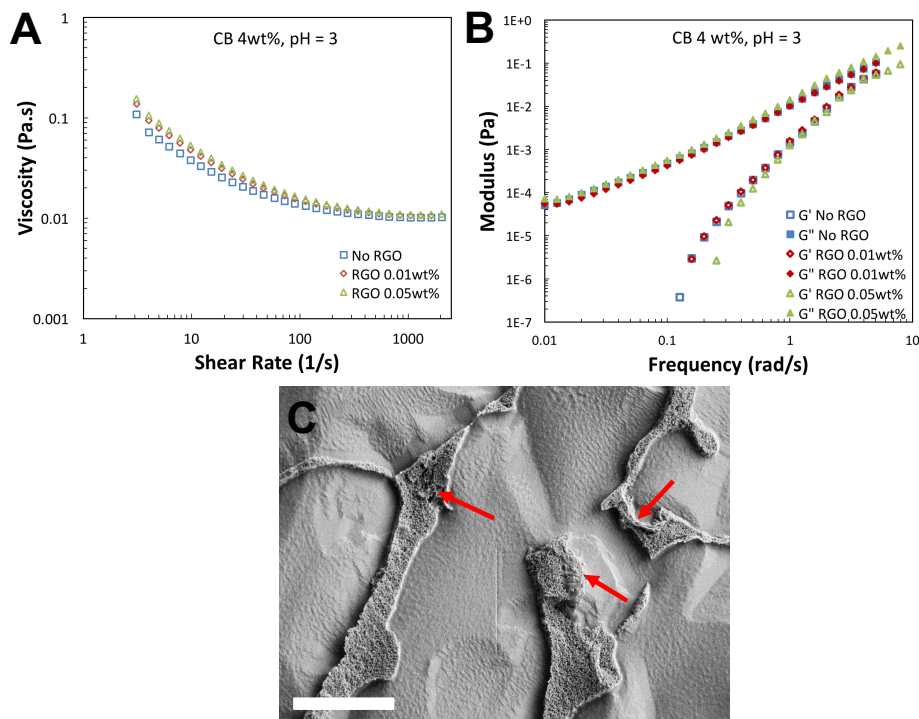 A
CB 4wt%, pH = 3
1
0.1
0.01
0.001
Viscosity (Pa.s)
No RGO
RGO 0.01wt%
RGO 0.05wt%
1
10
100
1000
Shear Rate (1/s)
B
CB 4 wt%, pH = 3
1E+0
1E-1
1E-2
1E-3
1E-4
1E-5
1E-6
1E-7
Modulus (Pa)
G' No RGO
G" No RGO
G' RGO 0.01wt%
G" RGO 0.01wt%
G' RGO 0.05wt%
G" RGO 0.05wt%
0.01
0.1
1
10
Frequency (rad/s)
C